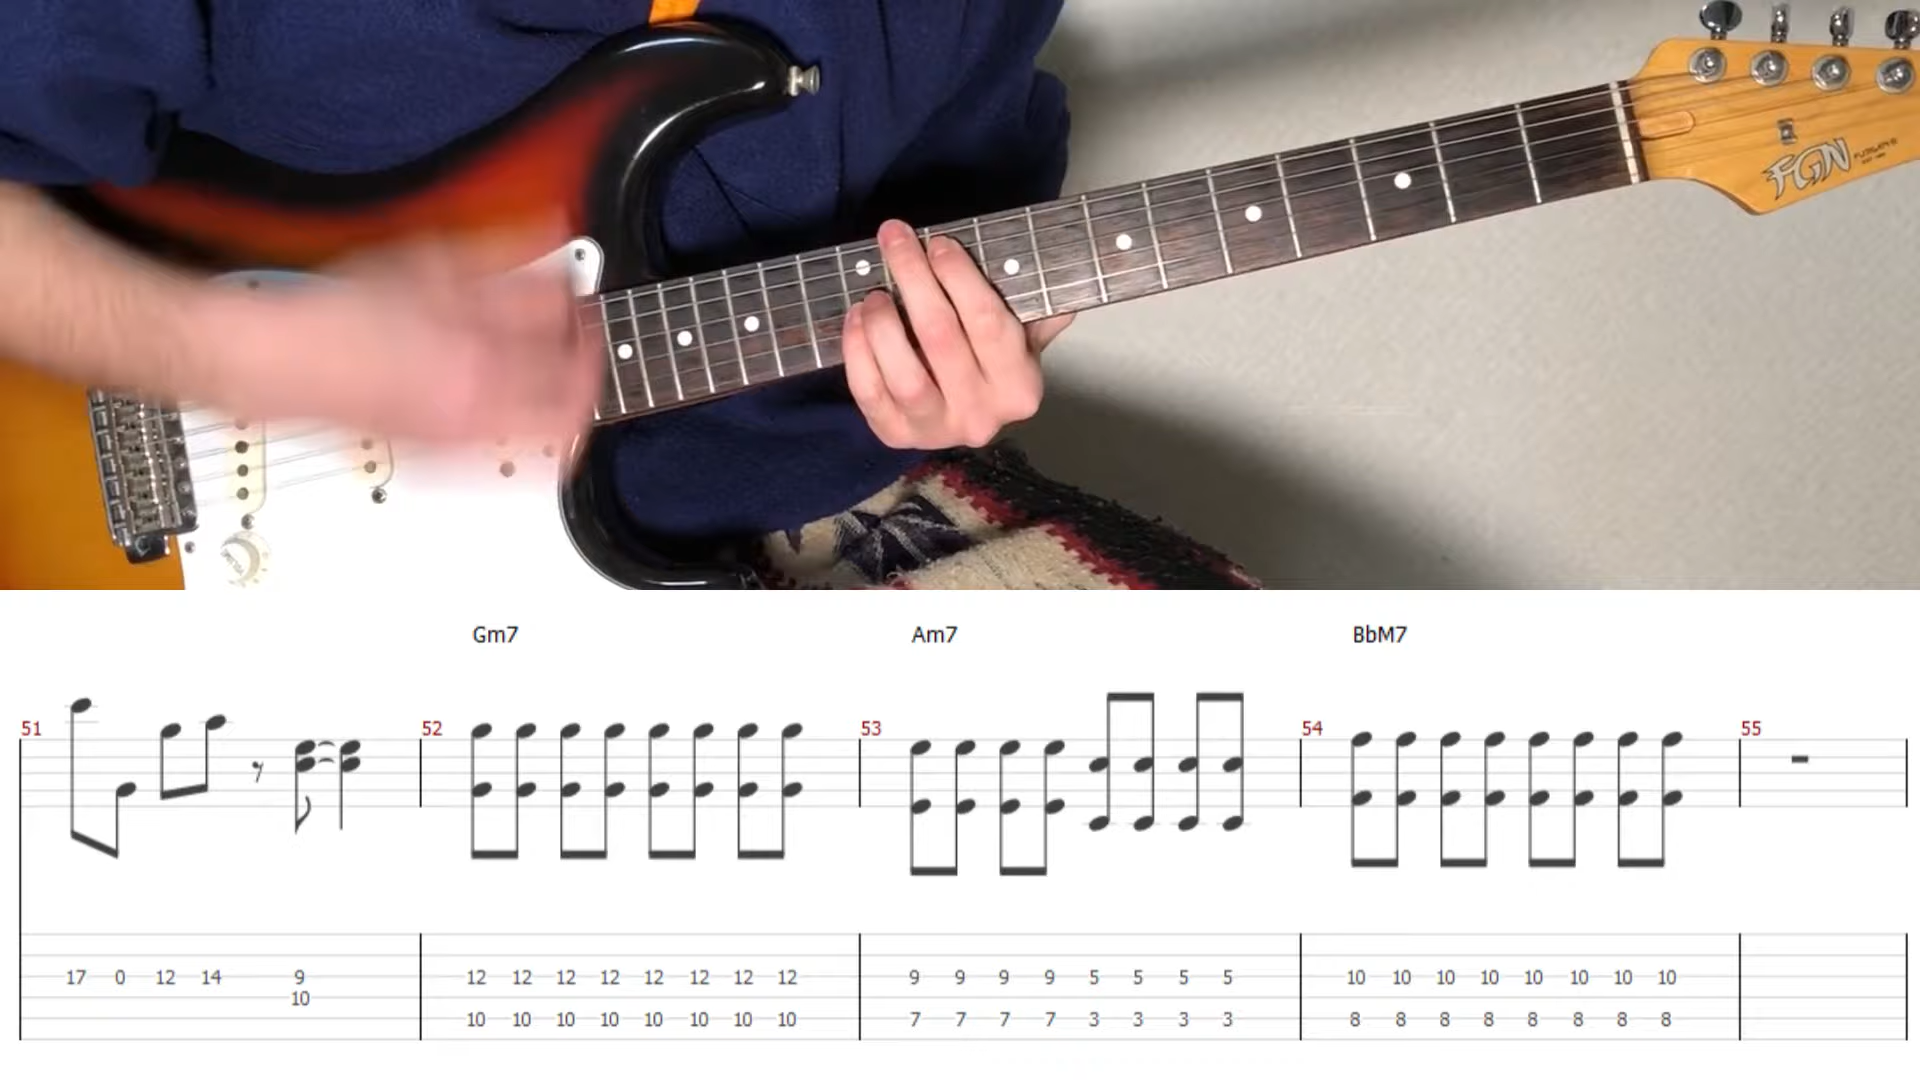 FGN
Gm7 Am7 BbM7
51 52 53 54 55
17 0 12 14 9 12 12 12 12 12 12 12 12 9 9 9 9 5 5 5 5 10 10 10 10 10 10 10 10
10
10 10 10 10 10 10 10 10 7 7 7 7 3 3 3 3 8 8 8 8 8 8 8 8